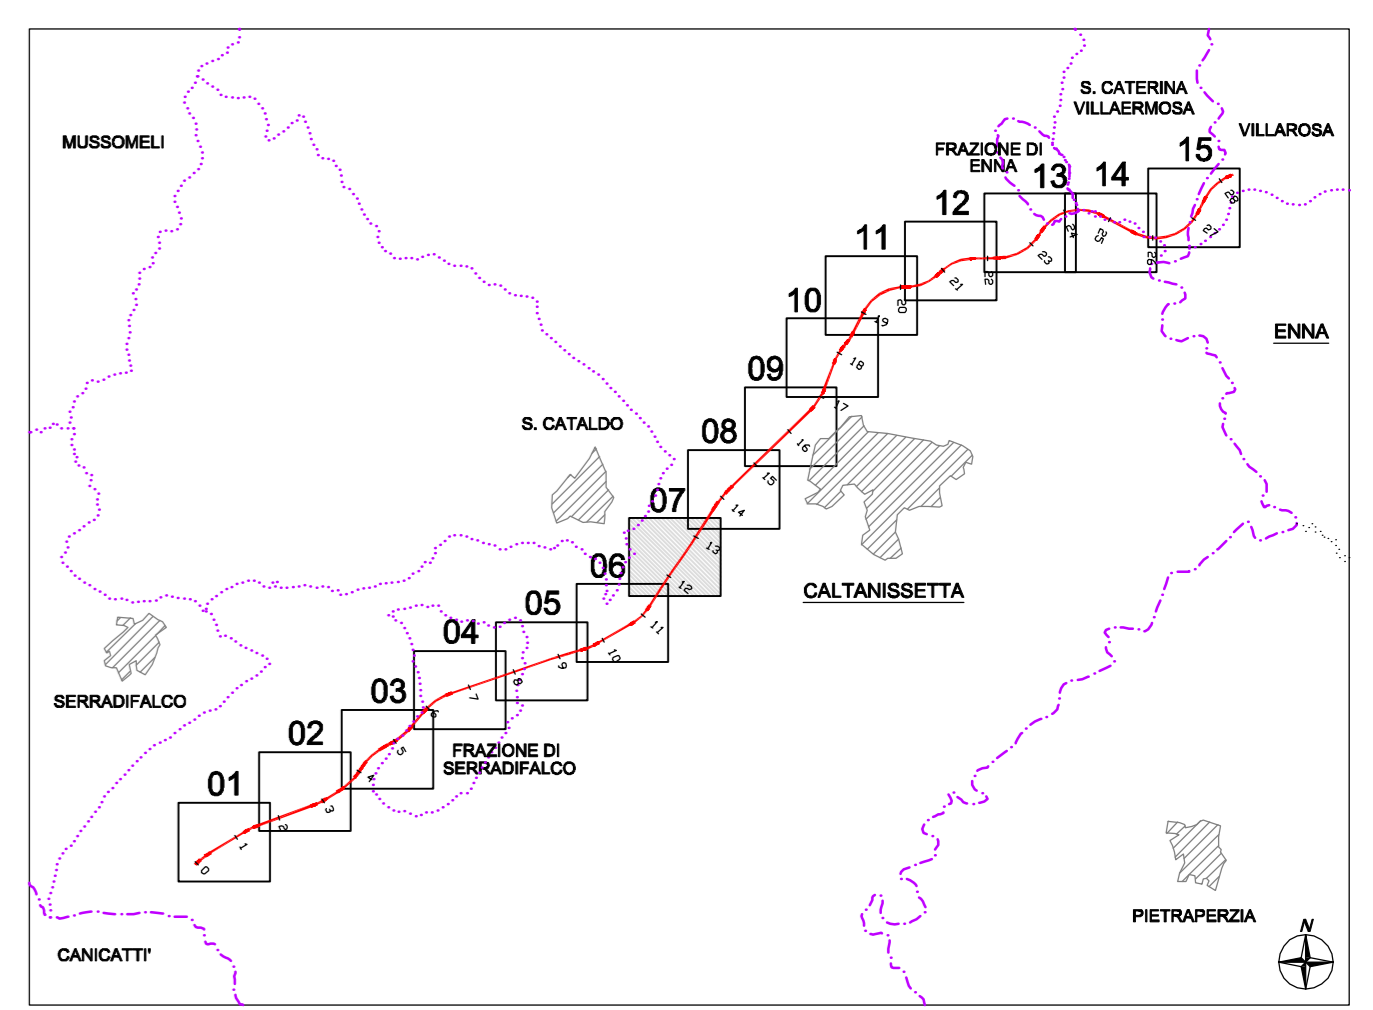 S. CATERINA
VILLAERMOSA
MUSSOMELI
VILLAROSA
FRAZIONE DI
ENNA
15
13
14
12
11
10
09
08
07
06
05
04
03
02
01
ENNA
S. CATALDO
CALTANISSETTA
SERRADIFALCO
FRAZIONE DI
SERRADIFALCO
PIETRAPERZIA
CANICATTI'
N
0
1
2
3
4
5
6
7
8
9
10
11
12
13
14
15
16
17
18
19
20
21
22
23
24
25
26
27
28